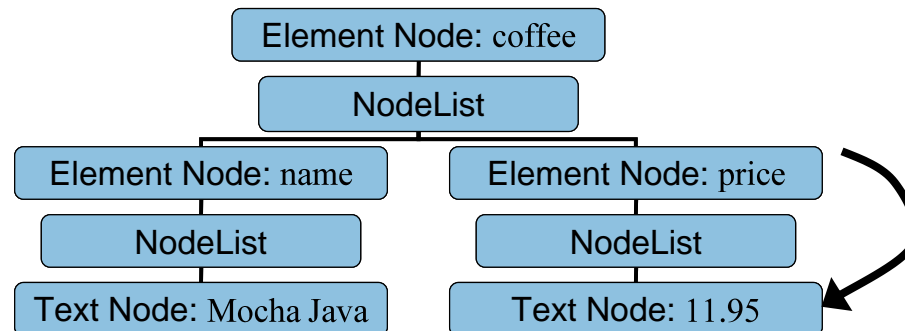 Element Node: coffee
NodeList
Element Node: name
Element Node: price
NodeList
NodeList
Text Node: Mocha Java
Text Node: 11.95